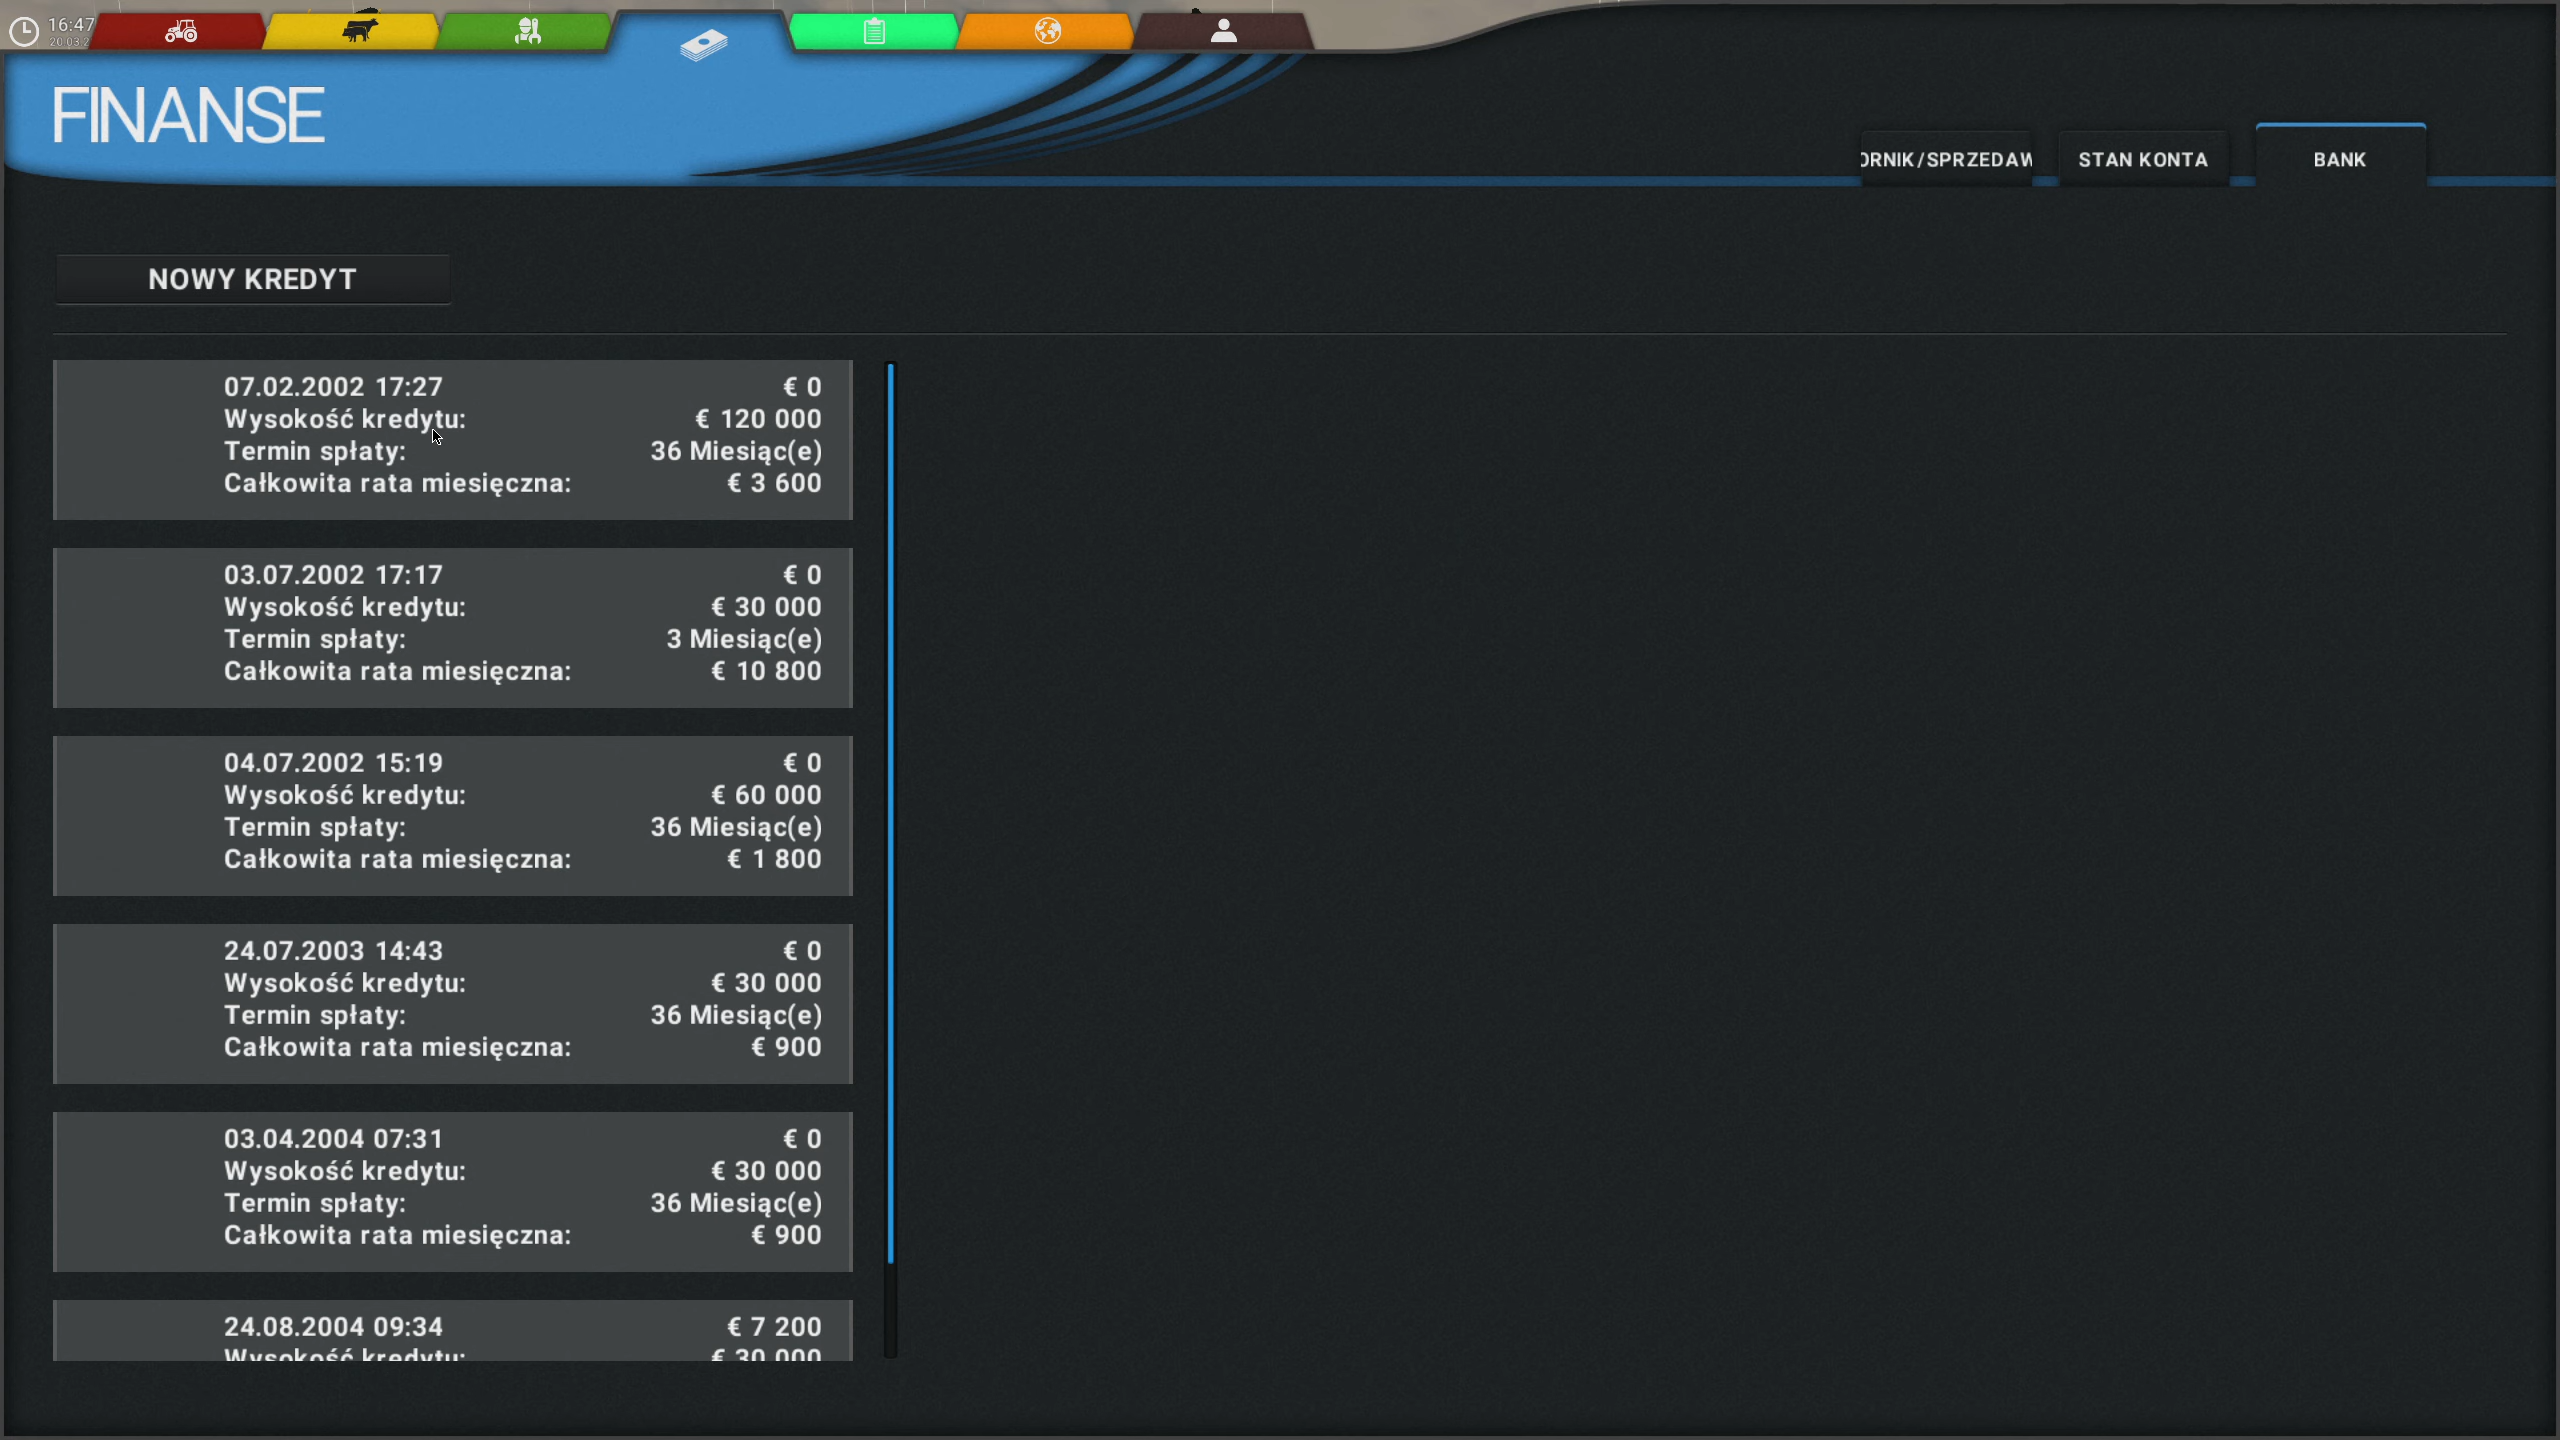 16:47
FINANSE
ORNIK/SPRZEDAW
STAN KONTA
BANK
NOWY KREDYT
07.02.2002 17:27 € 0
Wysokość kredytu: € 120 000
Termin spłaty: 36 Miesiąc(e)
Całkowita rata miesięczna: € 3 600
03.07.2002 17:17 € 0
Wysokość kredytu: € 30 000
Termin spłaty: 3 Miesiąc(e)
Całkowita rata miesięczna: € 10 800
04.07.2002 15:19 € 0
Wysokość kredytu: € 60 000
Termin spłaty: 36 Miesiąc(e)
Całkowita rata miesięczna: € 1 800
24.07.2003 14:43 € 0
Wysokość kredytu: € 30 000
Termin spłaty: 36 Miesiąc(e)
Całkowita rata miesięczna: € 900
03.04.2004 07:31 € 0
Wysokość kredytu: € 30 000
Termin spłaty: 36 Miesiąc(e)
Całkowita rata miesięczna: € 900
24.08.2004 09:34 € 7 200
Wysokość kredytu: € 30 000